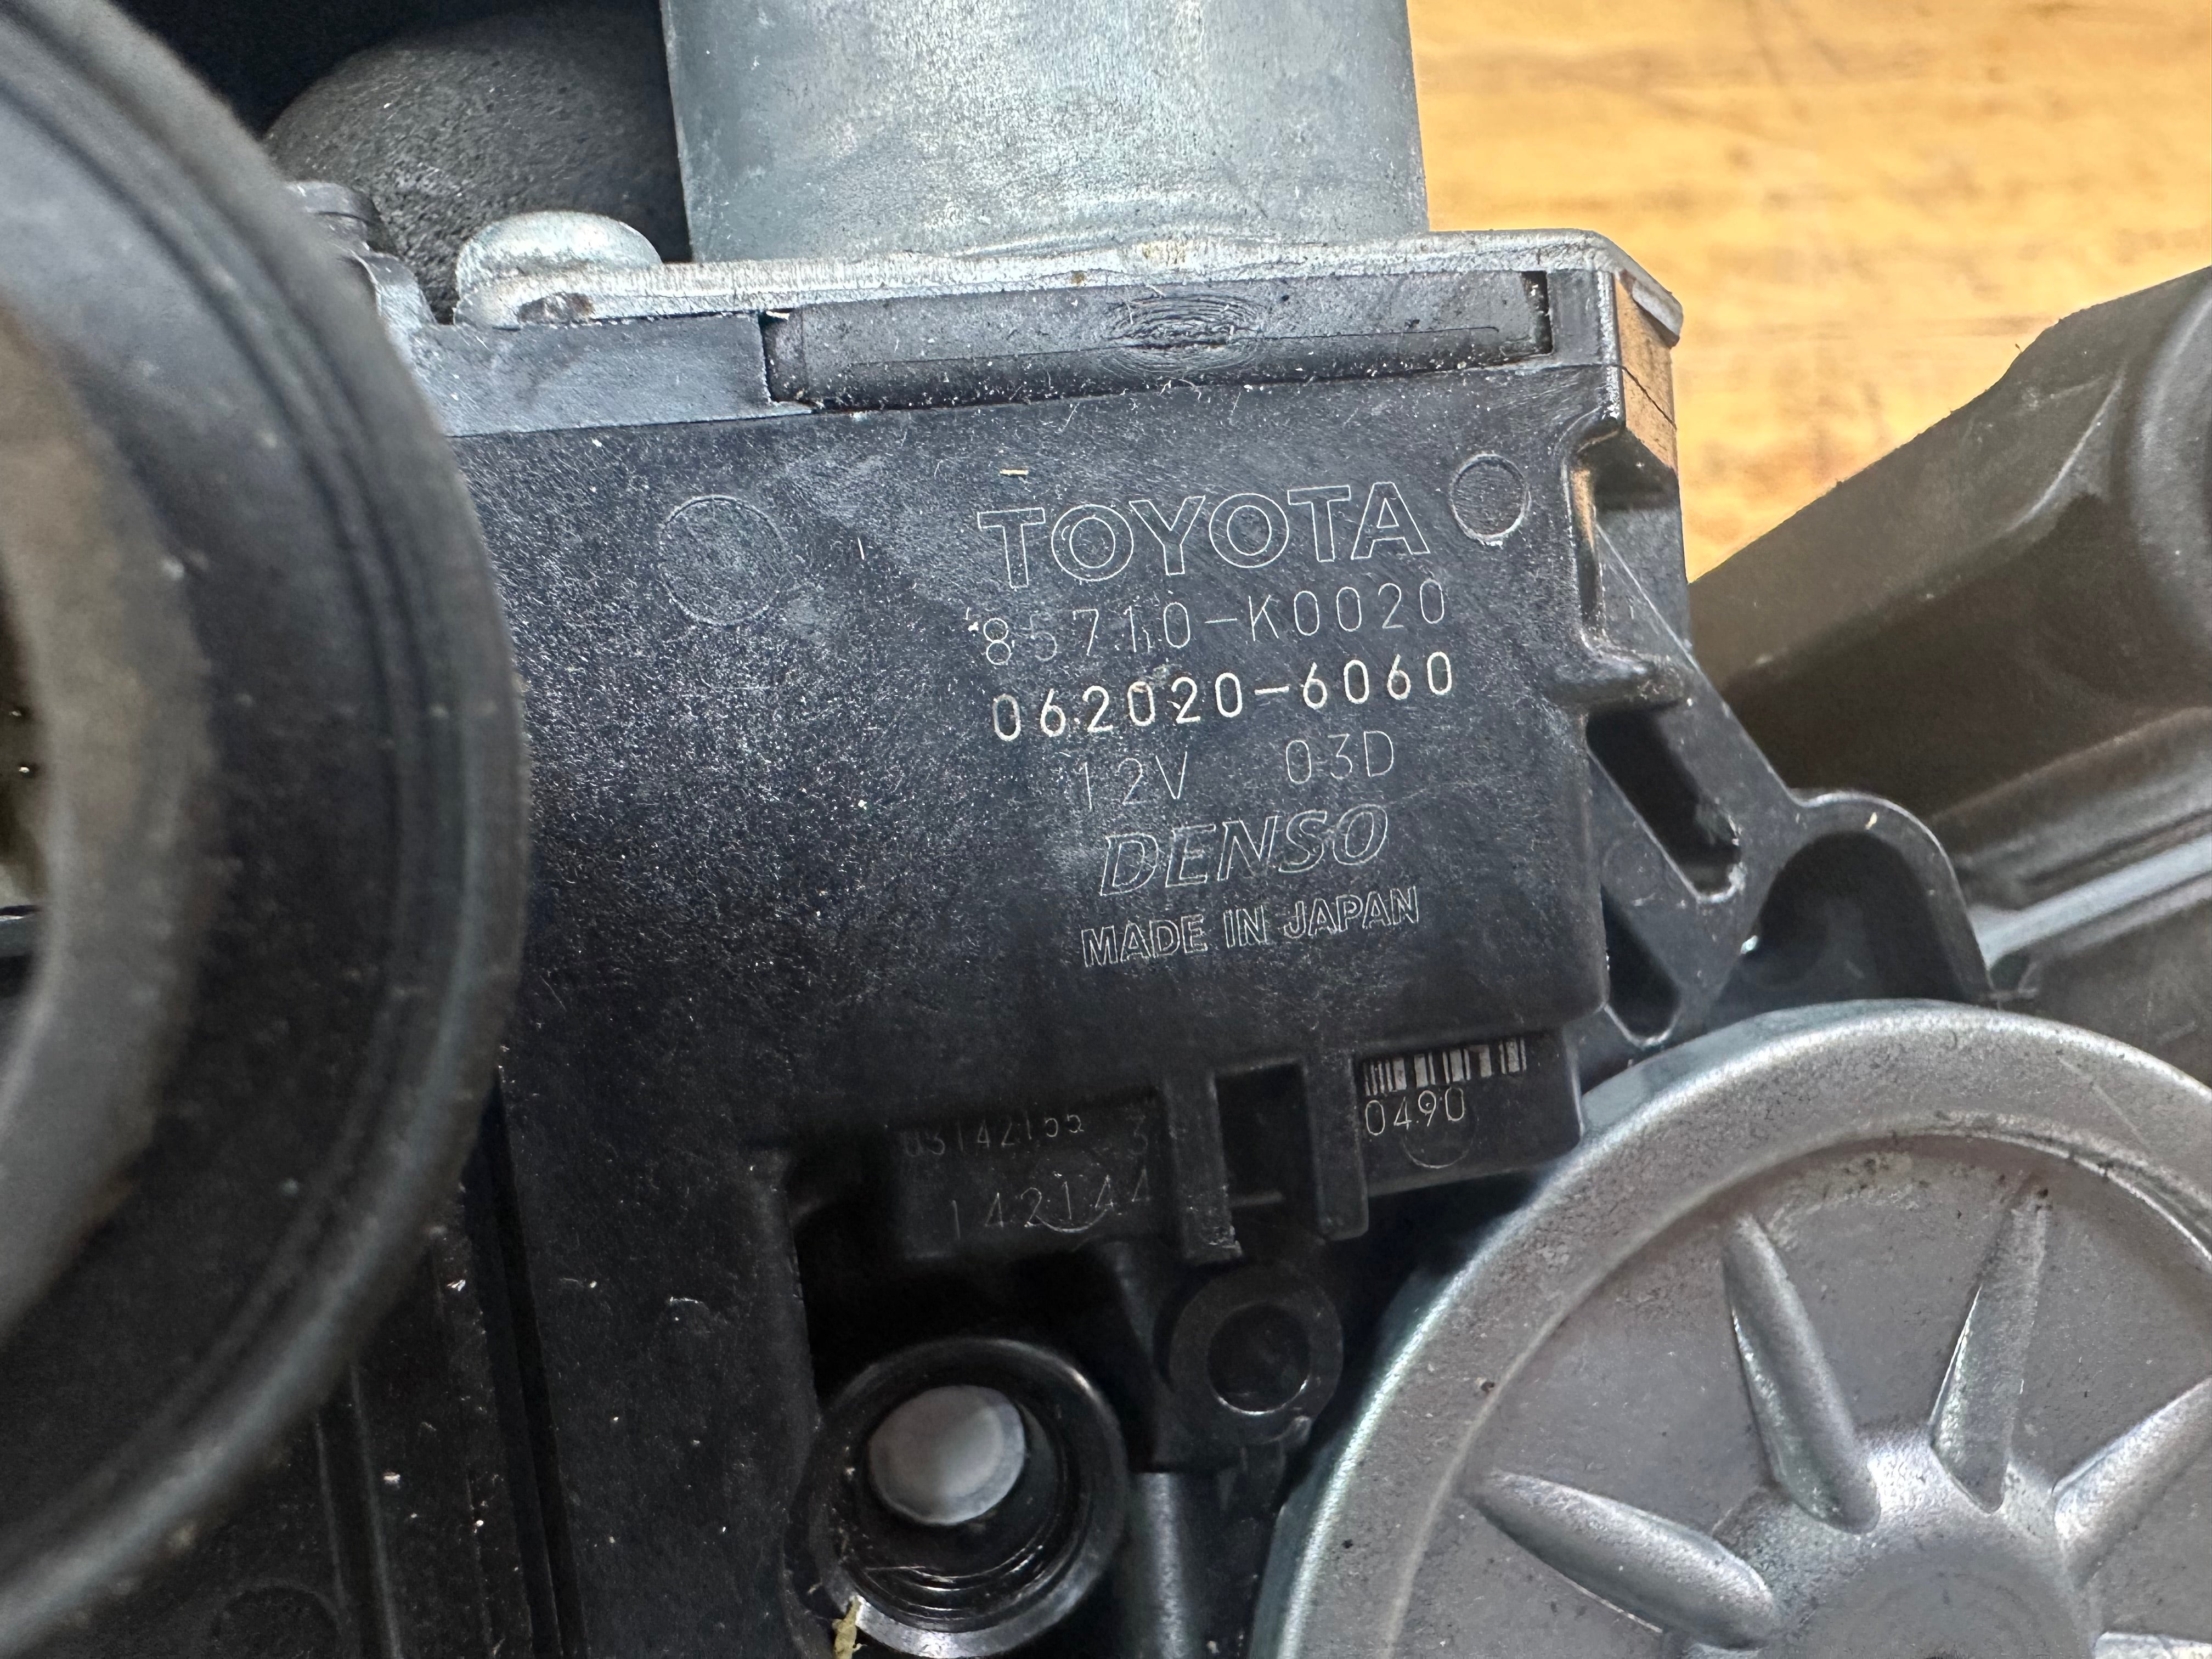 TOYOTA
85710-K0020
062020-6060
12V 03D
DENSO
MADE IN JAPAN
0490
142144